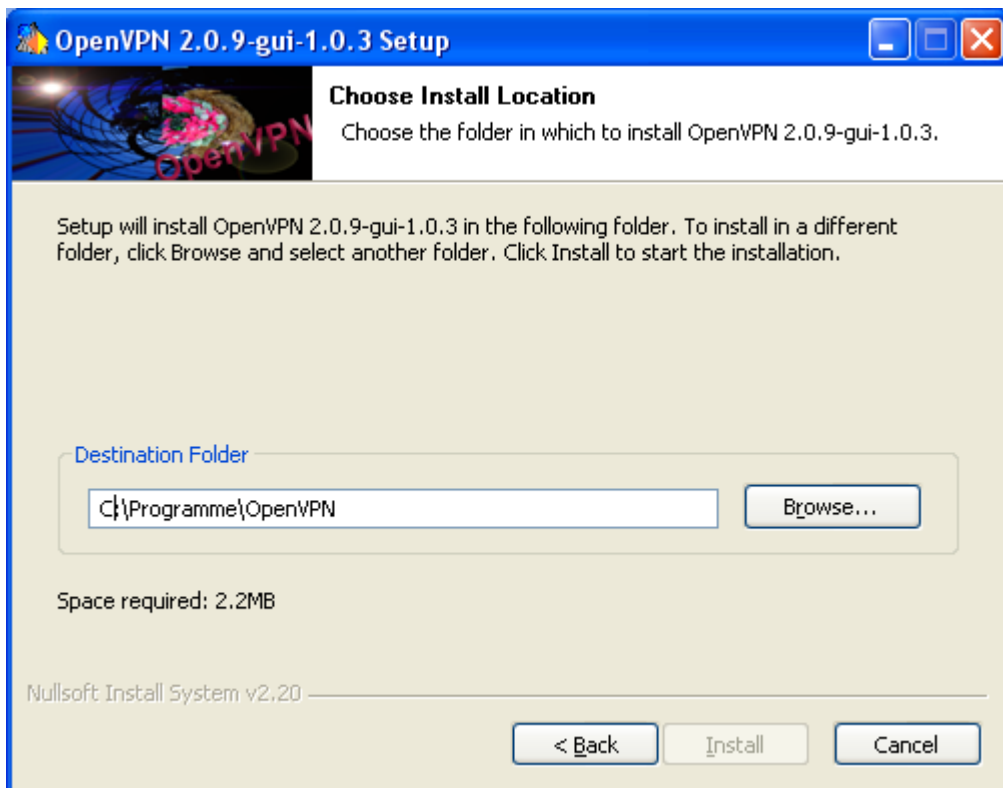 OpenVPN 2.0.9-gui-1.0.3 Setup
OpenVPN
Choose Install Location
Choose the folder in which to install OpenVPN 2.0.9-gui-1.0.3.
Setup will install OpenVPN 2.0.9-gui-1.0.3 in the following folder. To install in a different
folder, click Browse and select another folder. Click Install to start the installation.
Destination Folder
C:\Programme\OpenVPN
Browse...
Space required: 2.2MB
Nullsoft Install System v2.20
< Back
Install
Cancel